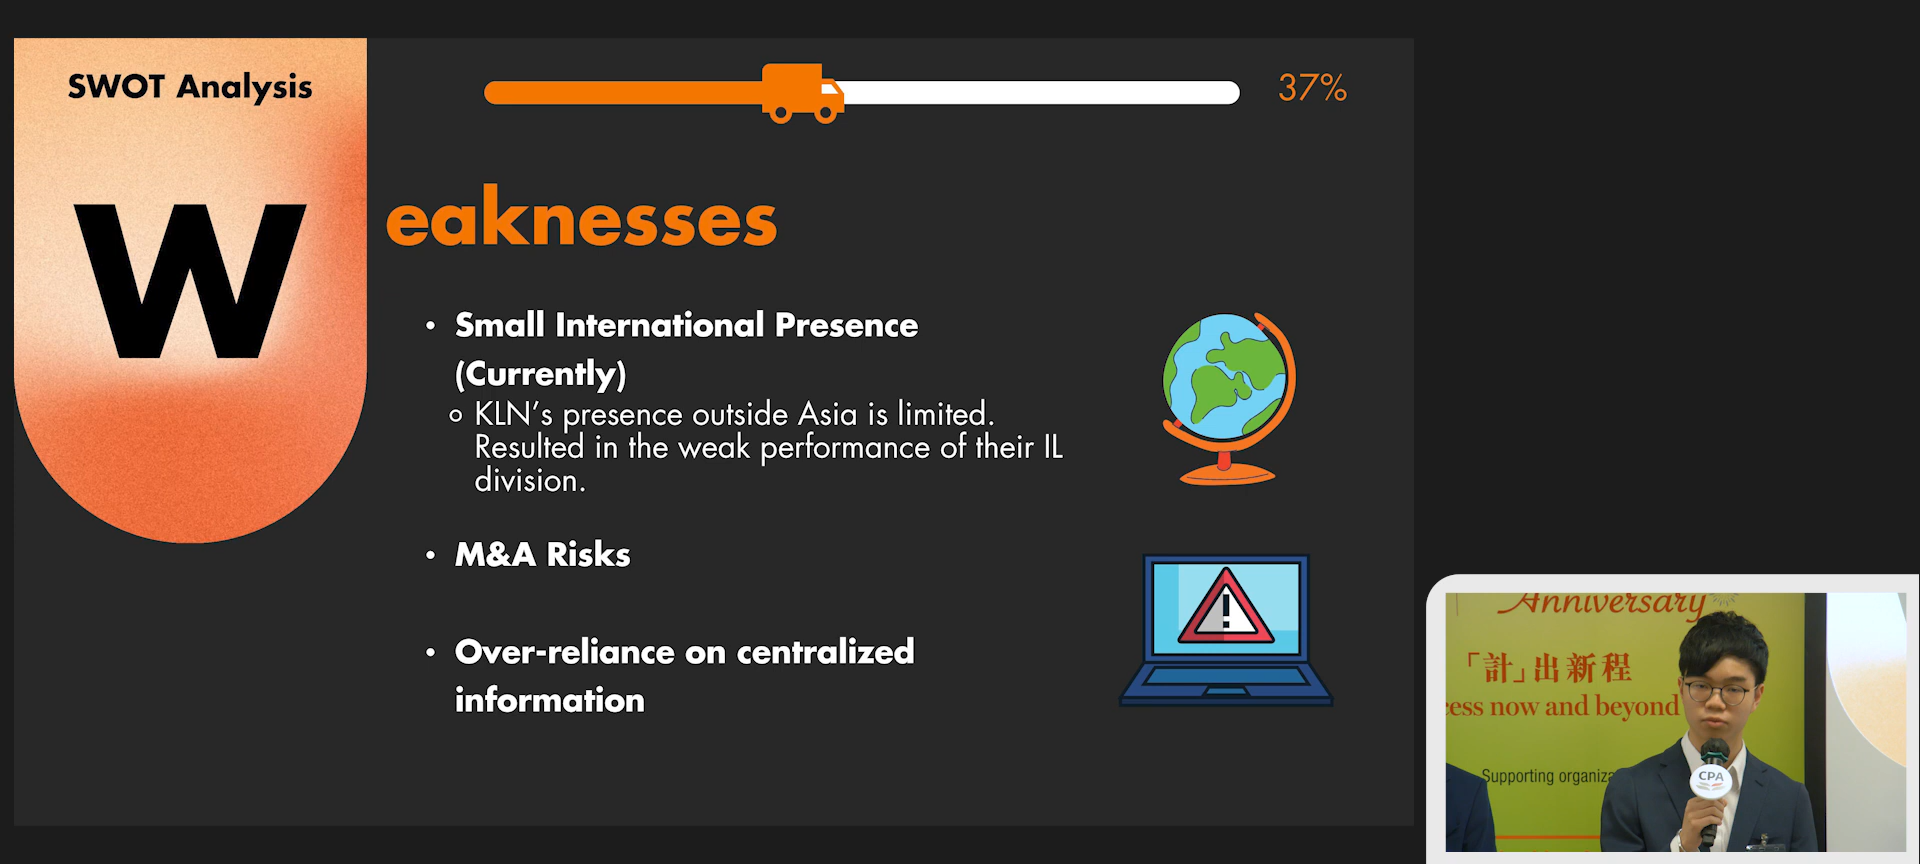 SWOT Analysis
37%
W
eaknesses
• Small International Presence
(Currently)
KLN's presence outside Asia is limited.
Resulted in the weak performance of their IL
division.
• M&A Risks
• Over-reliance on centralized
information
Anniversary
「計」出新程
cess now and beyond
Supporting organiza
CPA